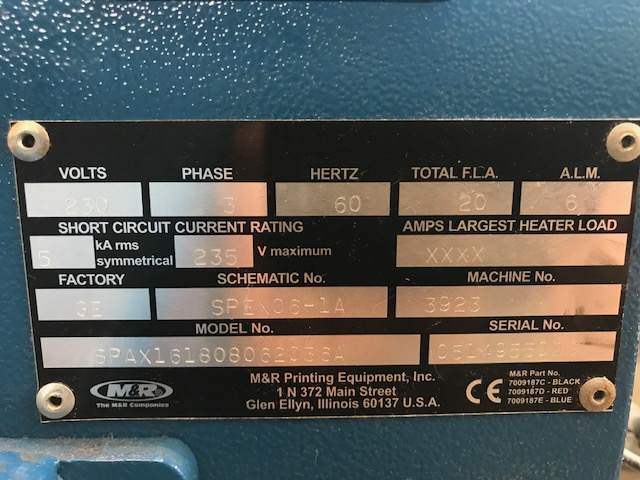 VOLTS PHASE HERTZ TOTAL F.L.A. A.L.M.
230 3 60 20 6
SHORT CIRCUIT CURRENT RATING AMPS LARGEST HEATER LOAD
5 kA rms symmetrical 235 V maximum XXXX
FACTORY SCHEMATIC No. MACHINE No.
GE 3923
MODEL No. SERIAL No.
M&R
The M&R Companies
M&R Printing Equipment, Inc.
1 N 372 Main Street
Glen Ellyn, Illinois 60137 U.S.A.
CE
M&R Part No.
7009187C - BLACK
7009187D - RED
7009187E - BLUE